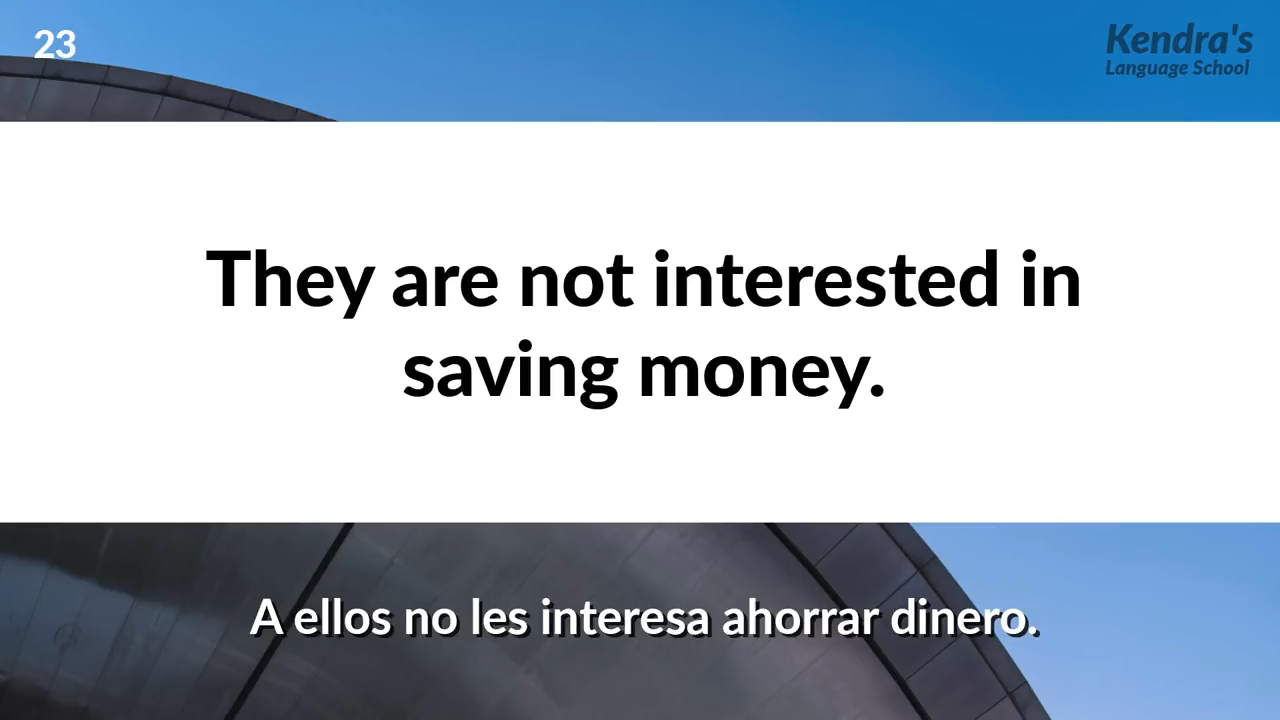 23
Kendra's
Language School
They are not interested in
saving money.
A ellos no les interesa ahorrar dinero.